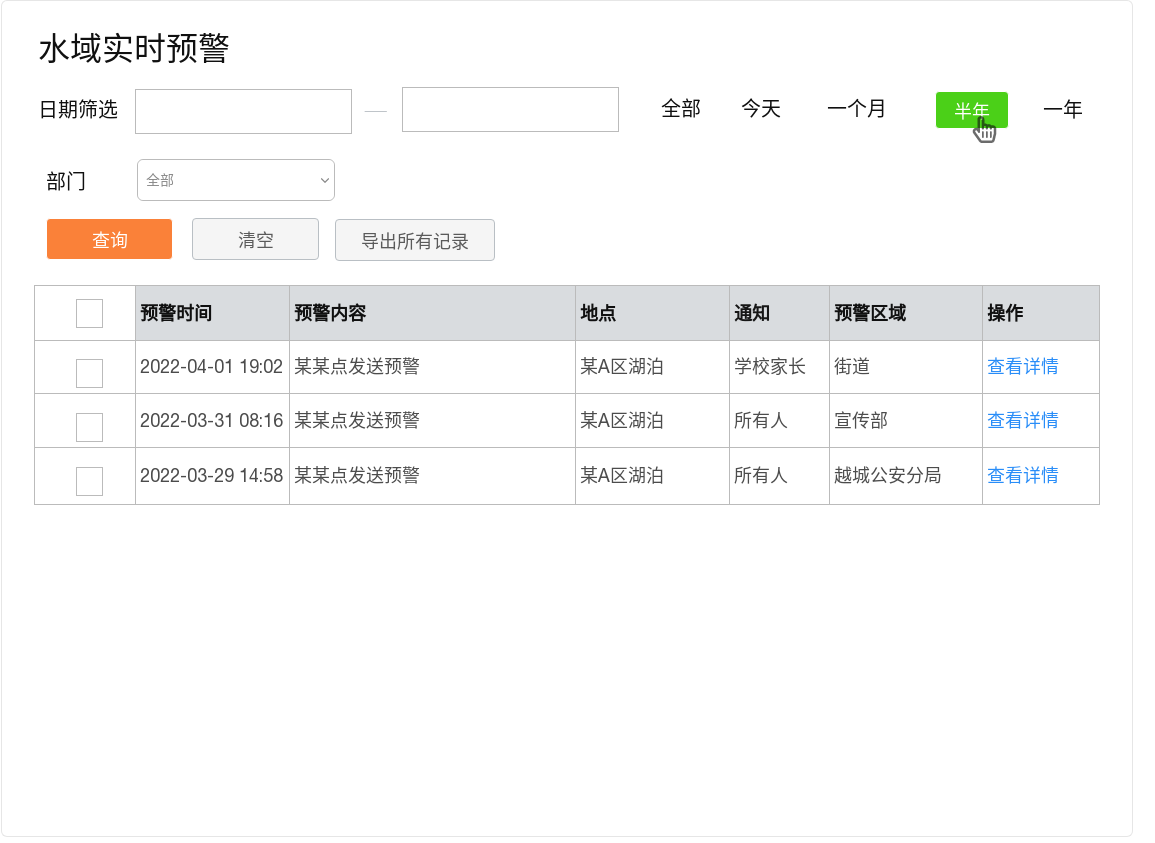 水域实时预警
日期筛选 — 全部 今天 一个月 半年 一年
部门 全部
查询 清空 导出所有记录
预警时间 预警内容 地点 通知 预警区域 操作
2022-04-01 19:02 某某点发送预警 某A区湖泊 学校家长 街道 查看详情
2022-03-31 08:16 某某点发送预警 某A区湖泊 所有人 宣传部 查看详情
2022-03-29 14:58 某某点发送预警 某A区湖泊 所有人 越城公安分局 查看详情